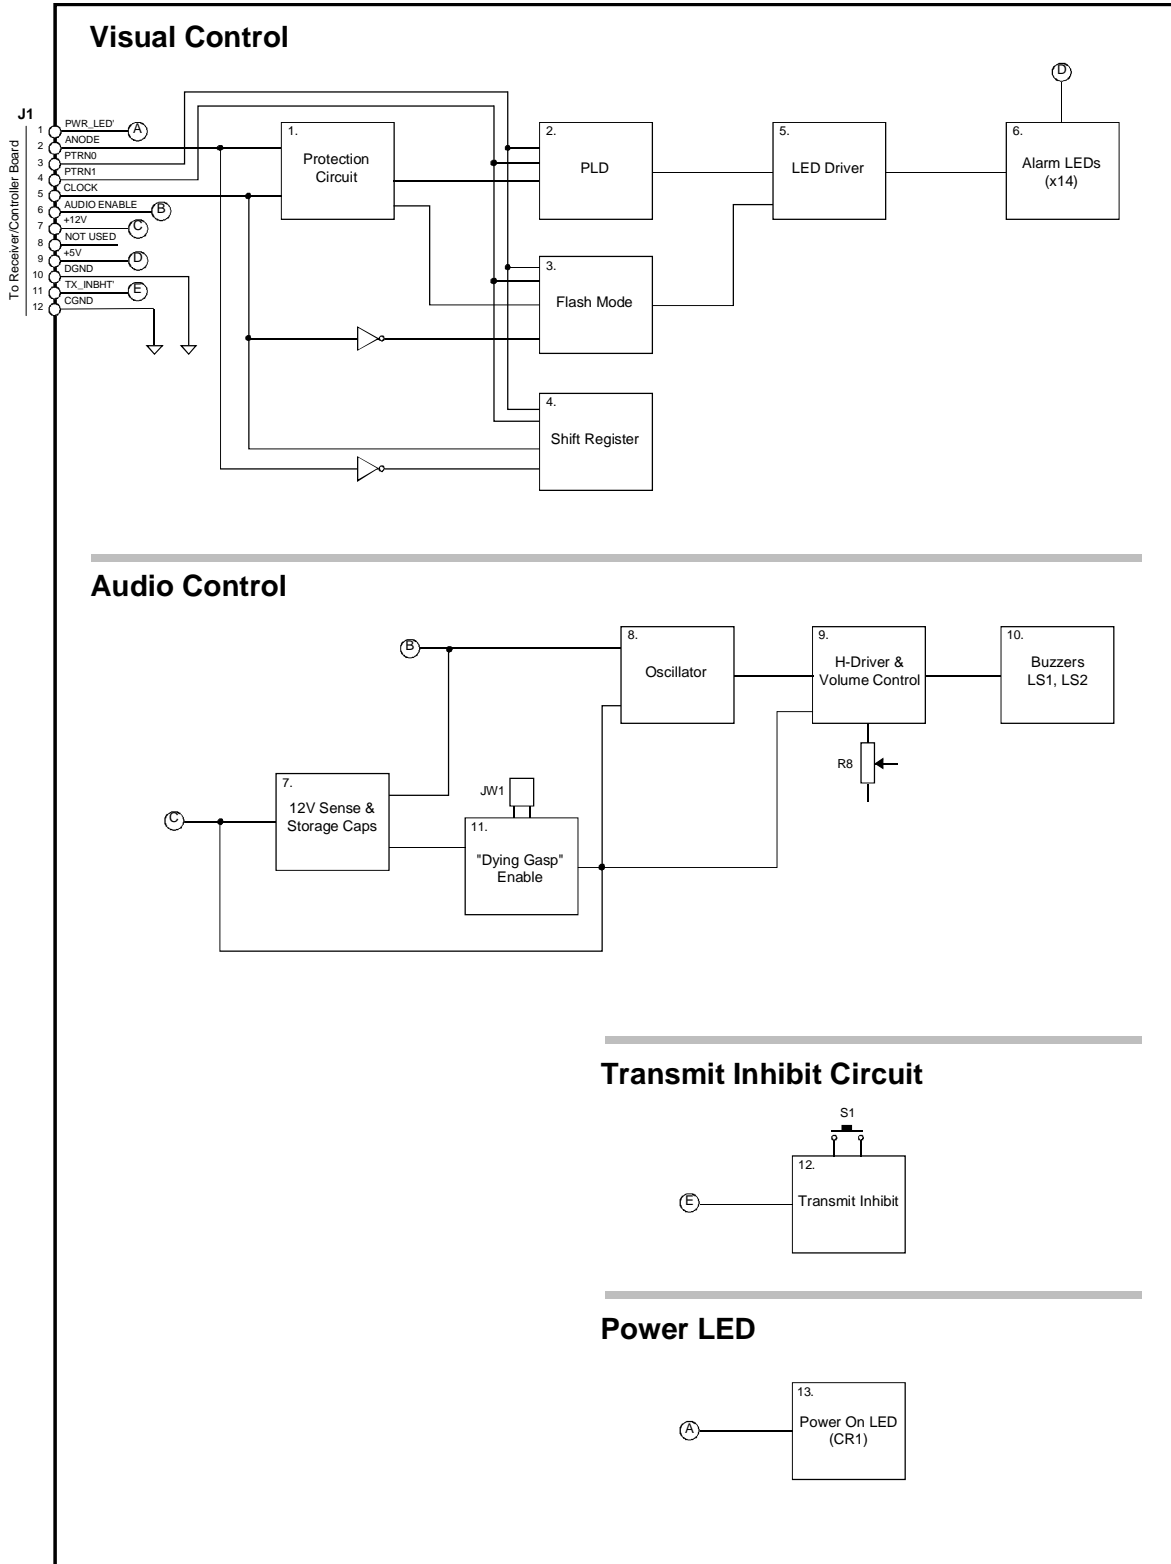 Visual Control
D
J1
To Receiver/Controller Board
1 PWR_LED' A
2 ANODE
3 PTRN0
4 PTRN1
5 CLOCK
6 AUDIO ENABLE B
7 +12V C
8 NOT USED
9 +5V D
10 DGND
11 TX_INBHT' E
12 CGND
1.
Protection
Circuit
2.
PLD
5.
LED Driver
6.
Alarm LEDs
(x14)
3.
Flash Mode
4.
Shift Register
Audio Control
B
8.
Oscillator
9.
H-Driver &
Volume Control
10.
Buzzers
LS1, LS2
R8
C
7.
12V Sense &
Storage Caps
JW1
11.
"Dying Gasp"
Enable
Transmit Inhibit Circuit
S1
E
12.
Transmit Inhibit
Power LED
A
13.
Power On LED
(CR1)